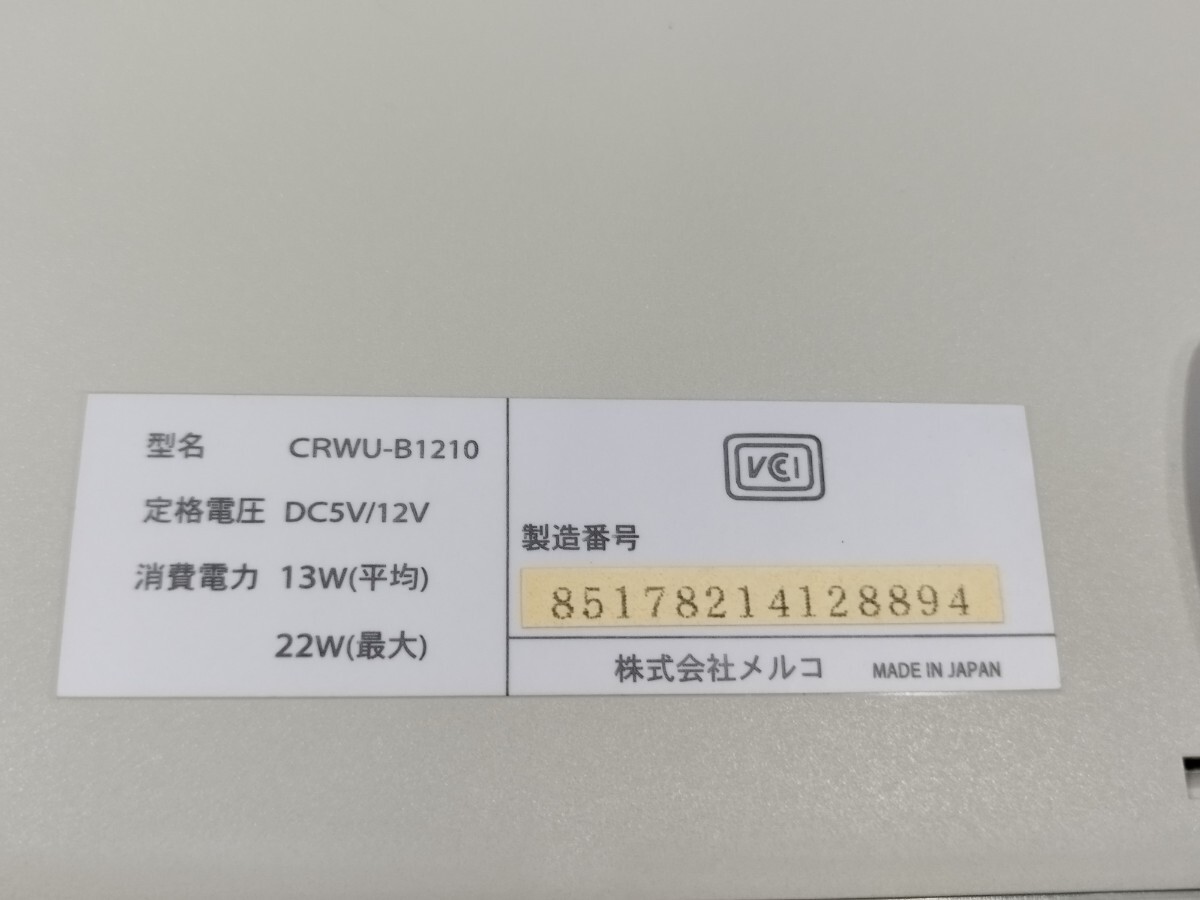 型名 CRWU-B1210
定格電圧 DC5V/12V
消費電力 13W(平均)
22W(最大)
VCCI
製造番号
85178214128894
株式会社メルコ MADE IN JAPAN